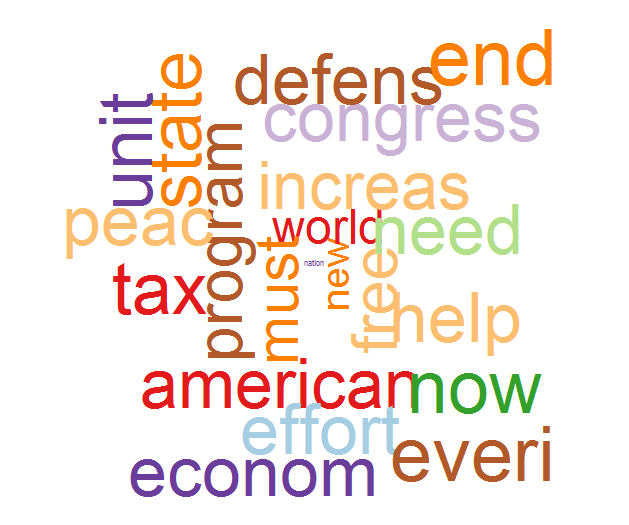 end
defens
state
unit
congress
program
increas
peac
world
need
must
new
nation
free
tax
help
american
now
effort
everi
econom